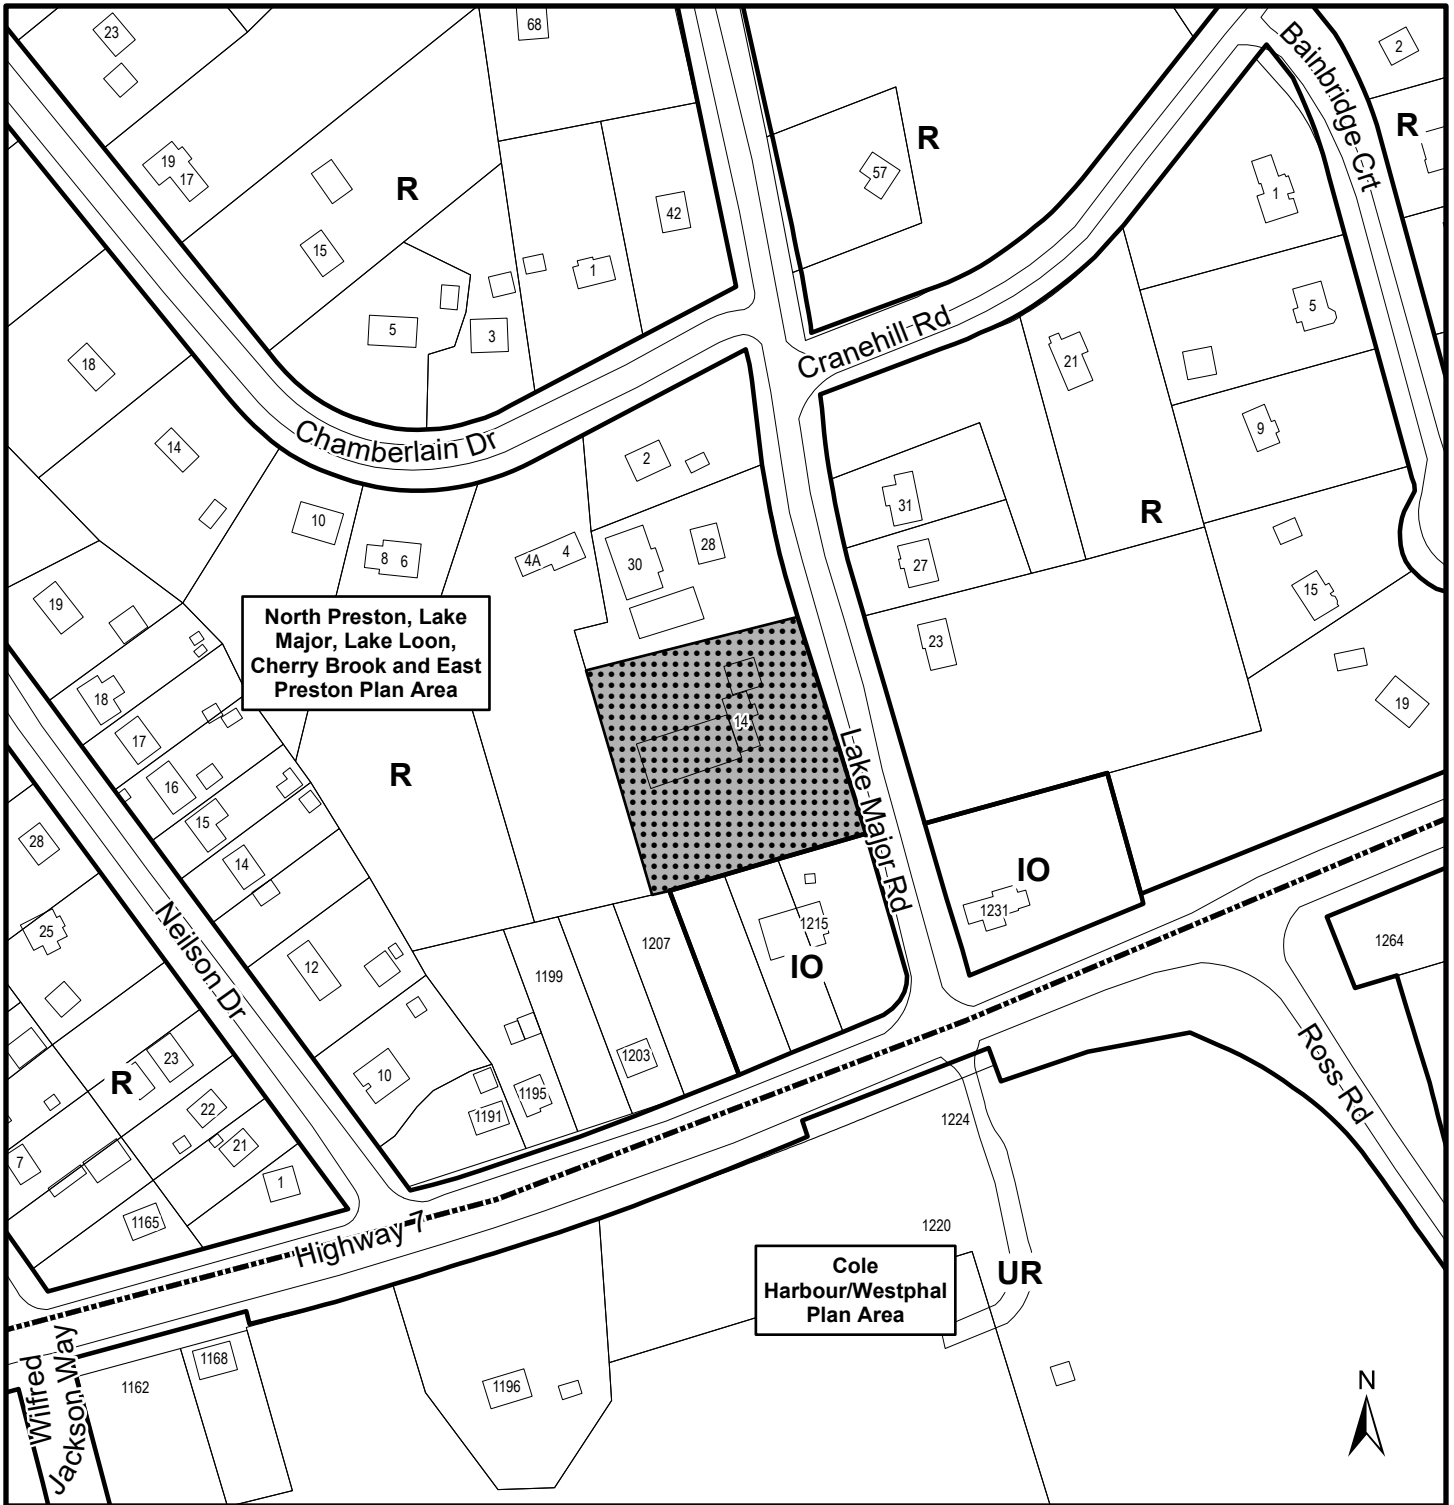 23
68
2
Bainbridge Crt
R
R
19
17
57
R
1
42
15
1
5
5
3
Cranehill Rd
18
21
Chamberlain Dr
9
14
2
31
R
10
28
8
6
4A
4
30
27
15
19
North Preston, Lake
Major, Lake Loon,
Cherry Brook and East
Preston Plan Area
23
18
19
14
17
Lake Major Rd
R
16
15
28
14
IO
Neilson Dr
1231
1215
25
1207
1264
12
IO
1199
Ross Rd
23
1203
R
10
1195
22
1191
1224
21
7
1
1165
1220
Highway 7
Cole
Harbour/Westphal
Plan Area
UR
Wilfred
Jackson Way
1168
1162
1196
N